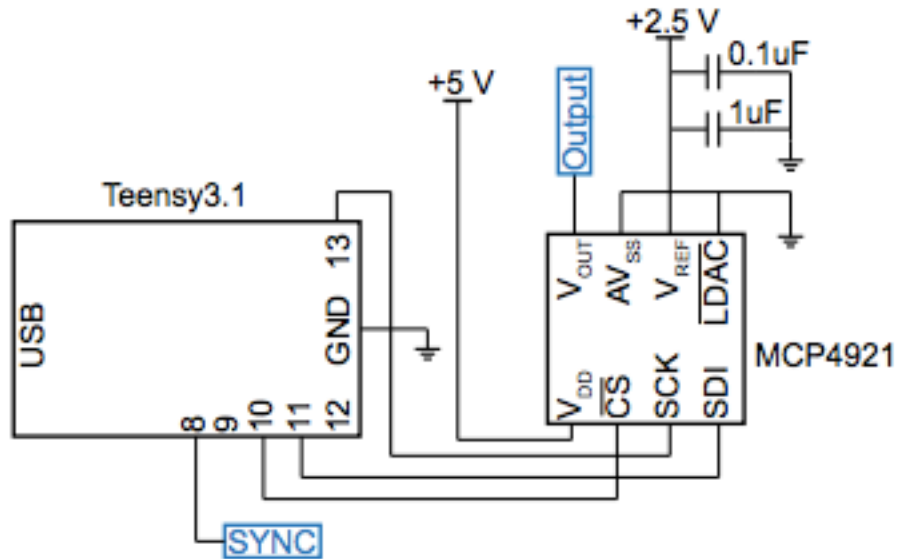 +2.5 V
0.1uF
+5 V
1uF
Output
Teensy3.1
13
GND
USB
8
9
10
11
12
SYNC
VOUT
AVSS
VREF
LDAC
VDD
CS
SCK
SDI
MCP4921